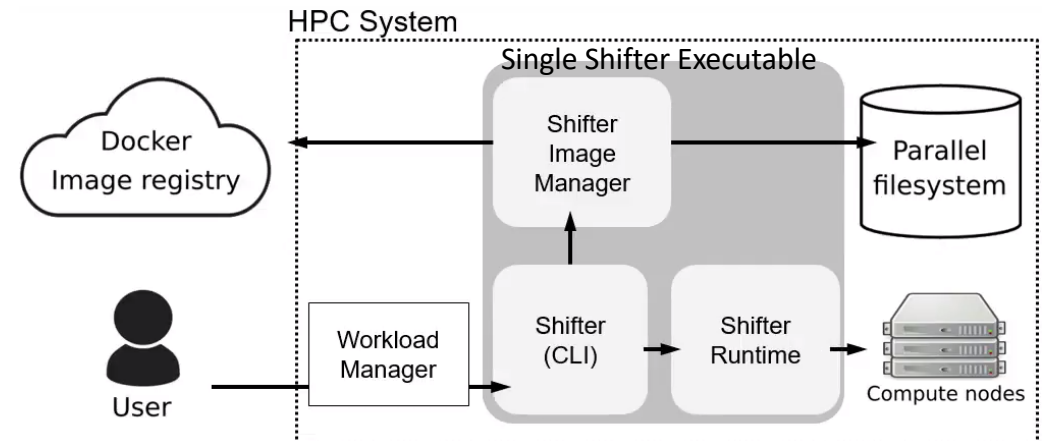 HPC System
Single Shifter Executable
Docker
Image registry
Shifter
Image
Manager
Parallel
filesystem
User
Workload
Manager
Shifter
(CLI)
Shifter
Runtime
Compute nodes